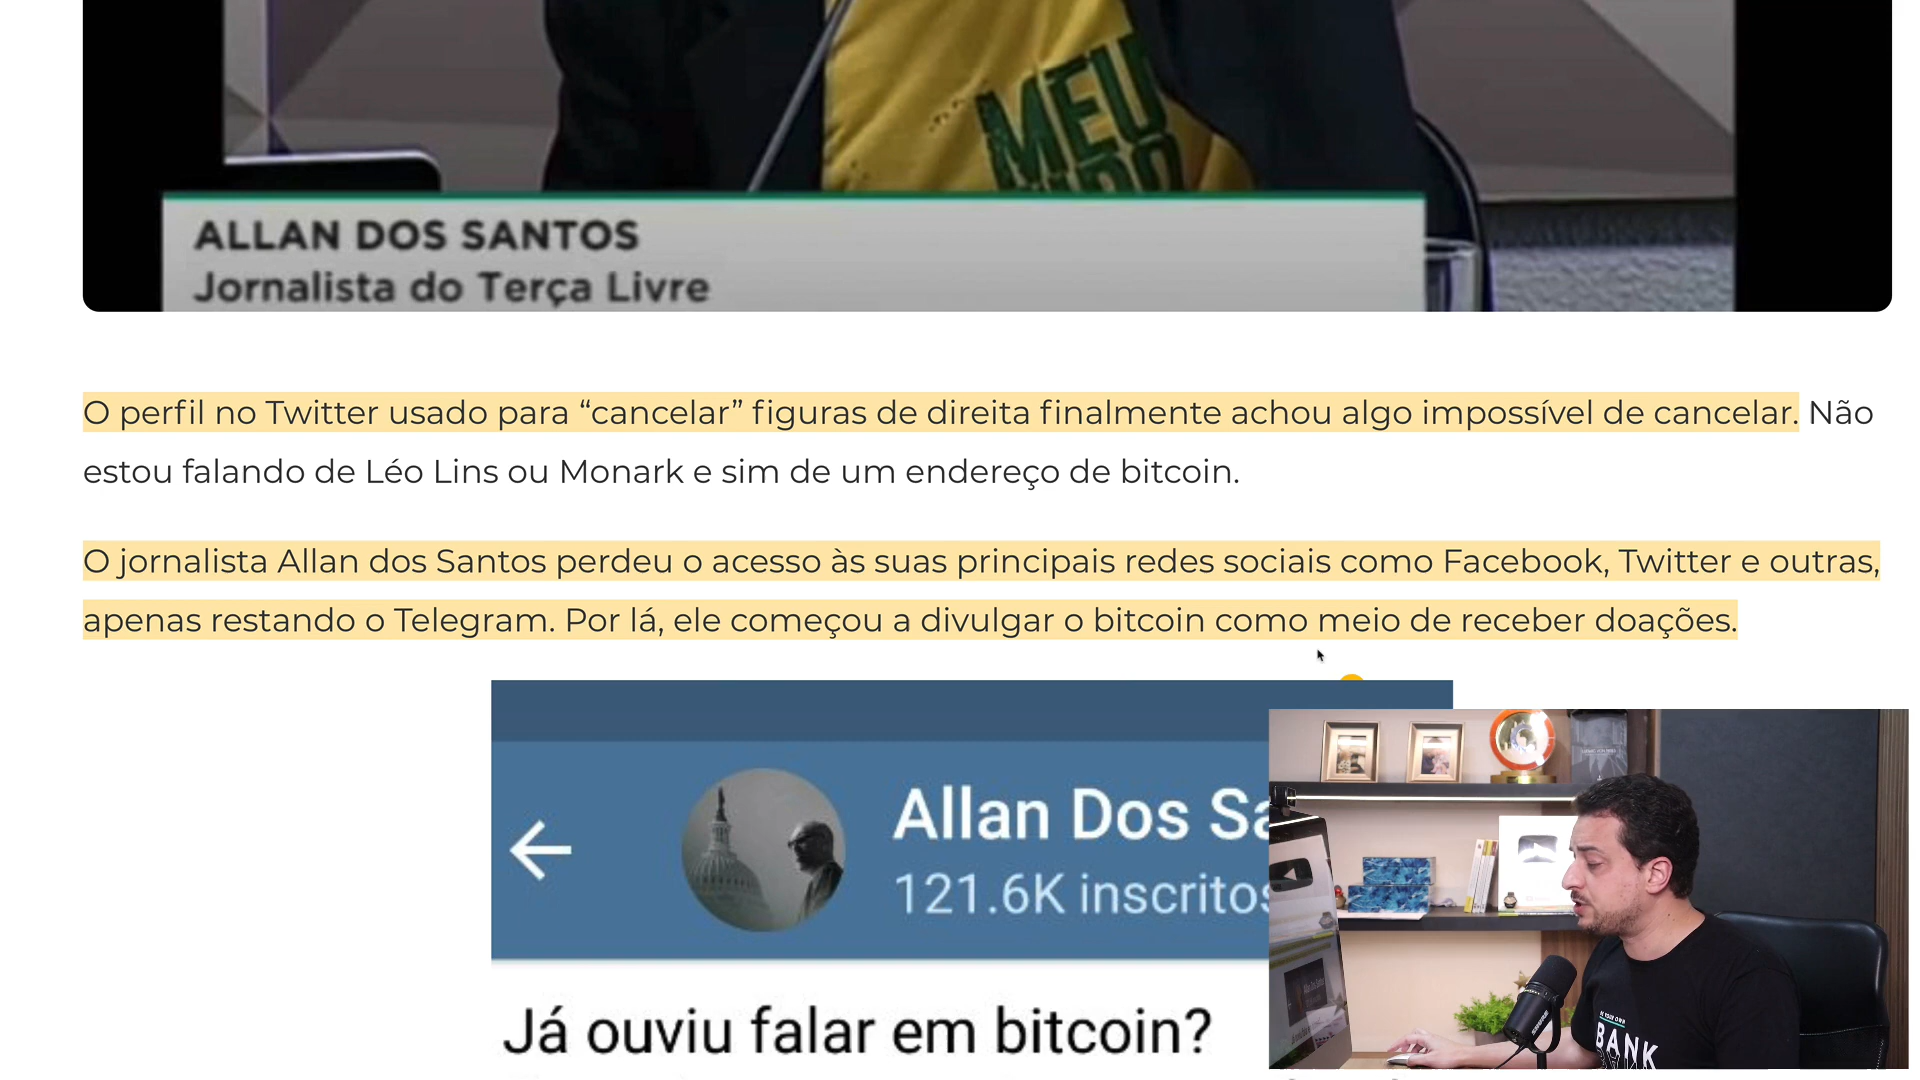 MEU
ALLAN DOS SANTOS
Jornalista do Terça Livre
O perfil no Twitter usado para “cancelar” figuras de direita finalmente achou algo impossível de cancelar. Não
estou falando de Léo Lins ou Monark e sim de um endereço de bitcoin.
O jornalista Allan dos Santos perdeu o acesso às suas principais redes sociais como Facebook, Twitter e outras,
apenas restando o Telegram. Por lá, ele começou a divulgar o bitcoin como meio de receber doações.
Allan Dos Sa
121.6K inscritos
Já ouviu falar em bitcoin?
BE YOUR OWN
BANK